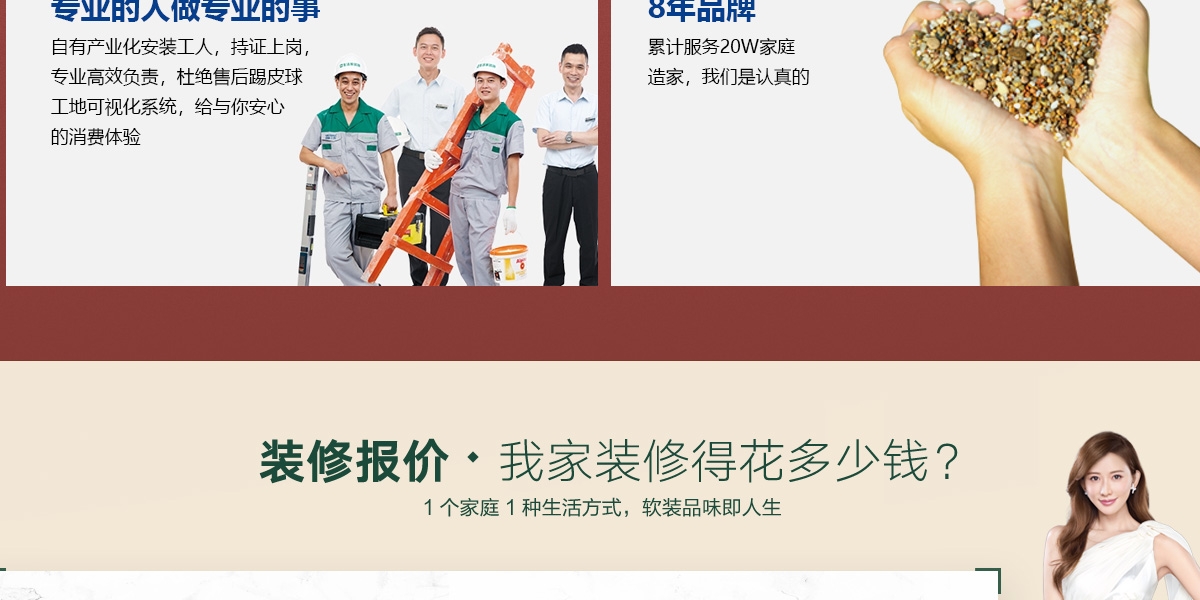 专业的人做专业的事
自有产业化安装工人，持证上岗，
专业高效负责，杜绝售后踢皮球
工地可视化系统，给与你安心
的消费体验
8年品牌
累计服务20W家庭
造家，我们是认真的
装修报价·我家装修得花多少钱？
1个家庭1种生活方式，软装品味即人生